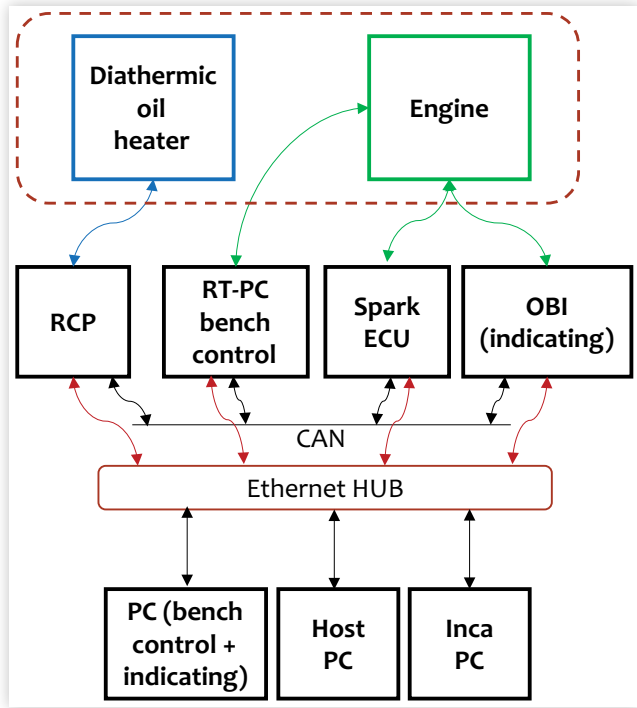 Diathermic
oil
heater
Engine
RCP
RT-PC
bench
control
Spark
ECU
OBI
(indicating)
CAN
Ethernet HUB
PC (bench
control +
indicating)
Host
PC
Inca
PC